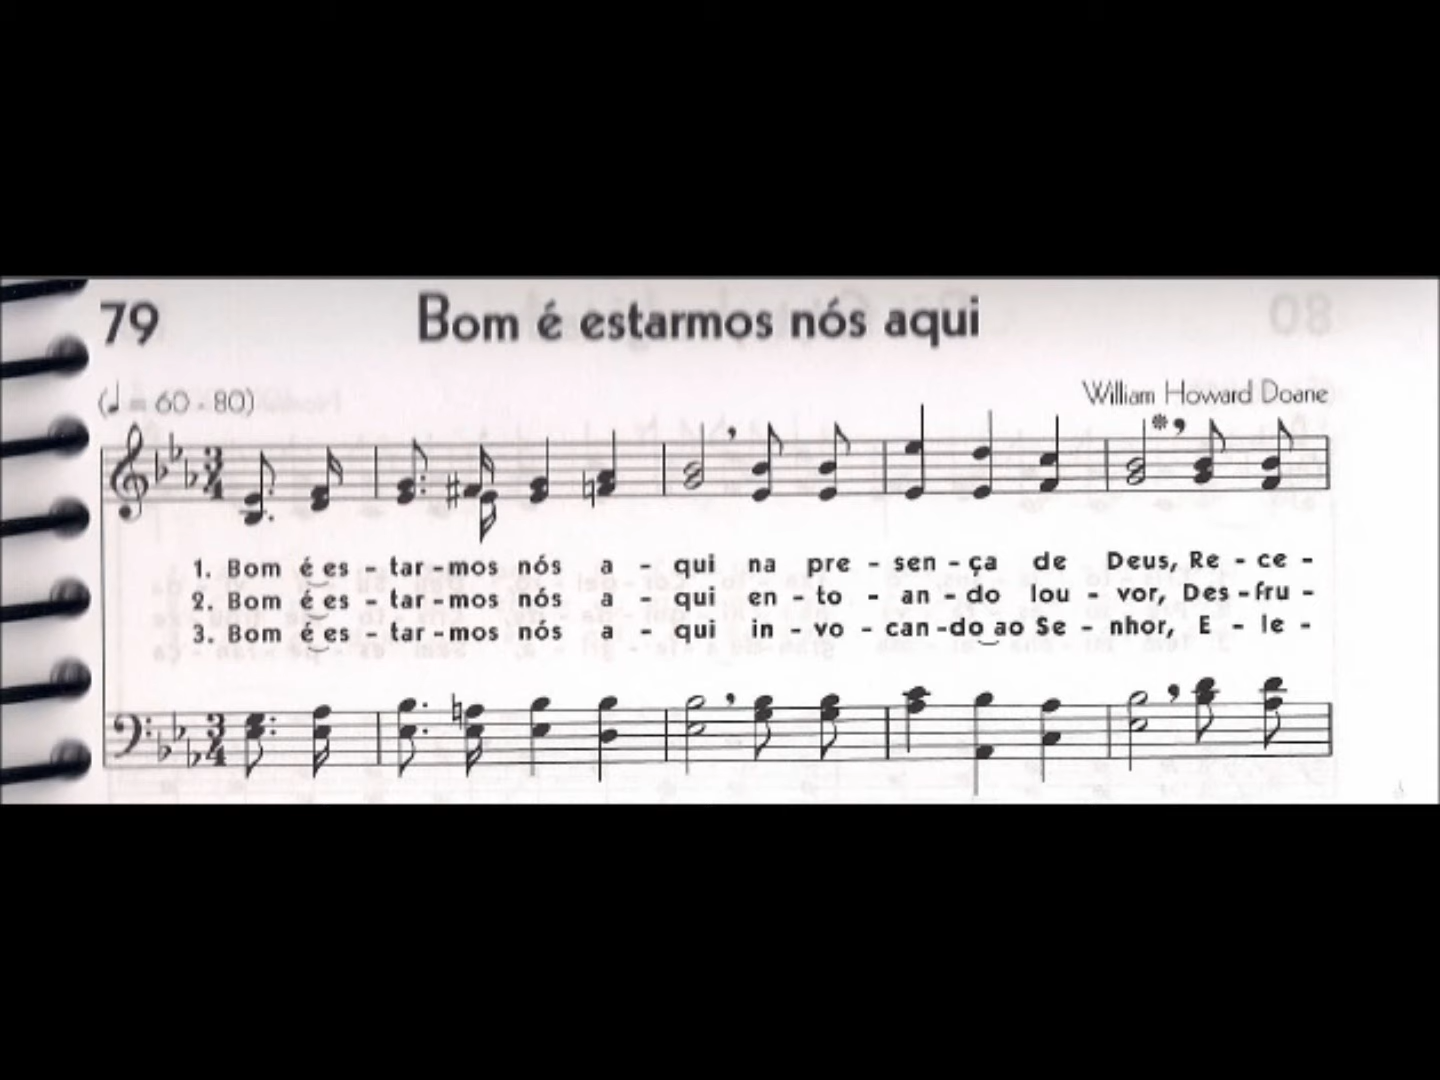 79
Bom é estarmos nós aqui
(♩ = 60 - 80)
William Howard Doane
1. Bom é es - tar - mos nós a - qui na pre - sen - ça de Deus, Re - ce -
2. Bom é es - tar - mos nós a - qui en - to - an - do lou - vor, Des - fru -
3. Bom é es - tar - mos nós a - qui in - vo - can - do ao Se - nhor, E - le -